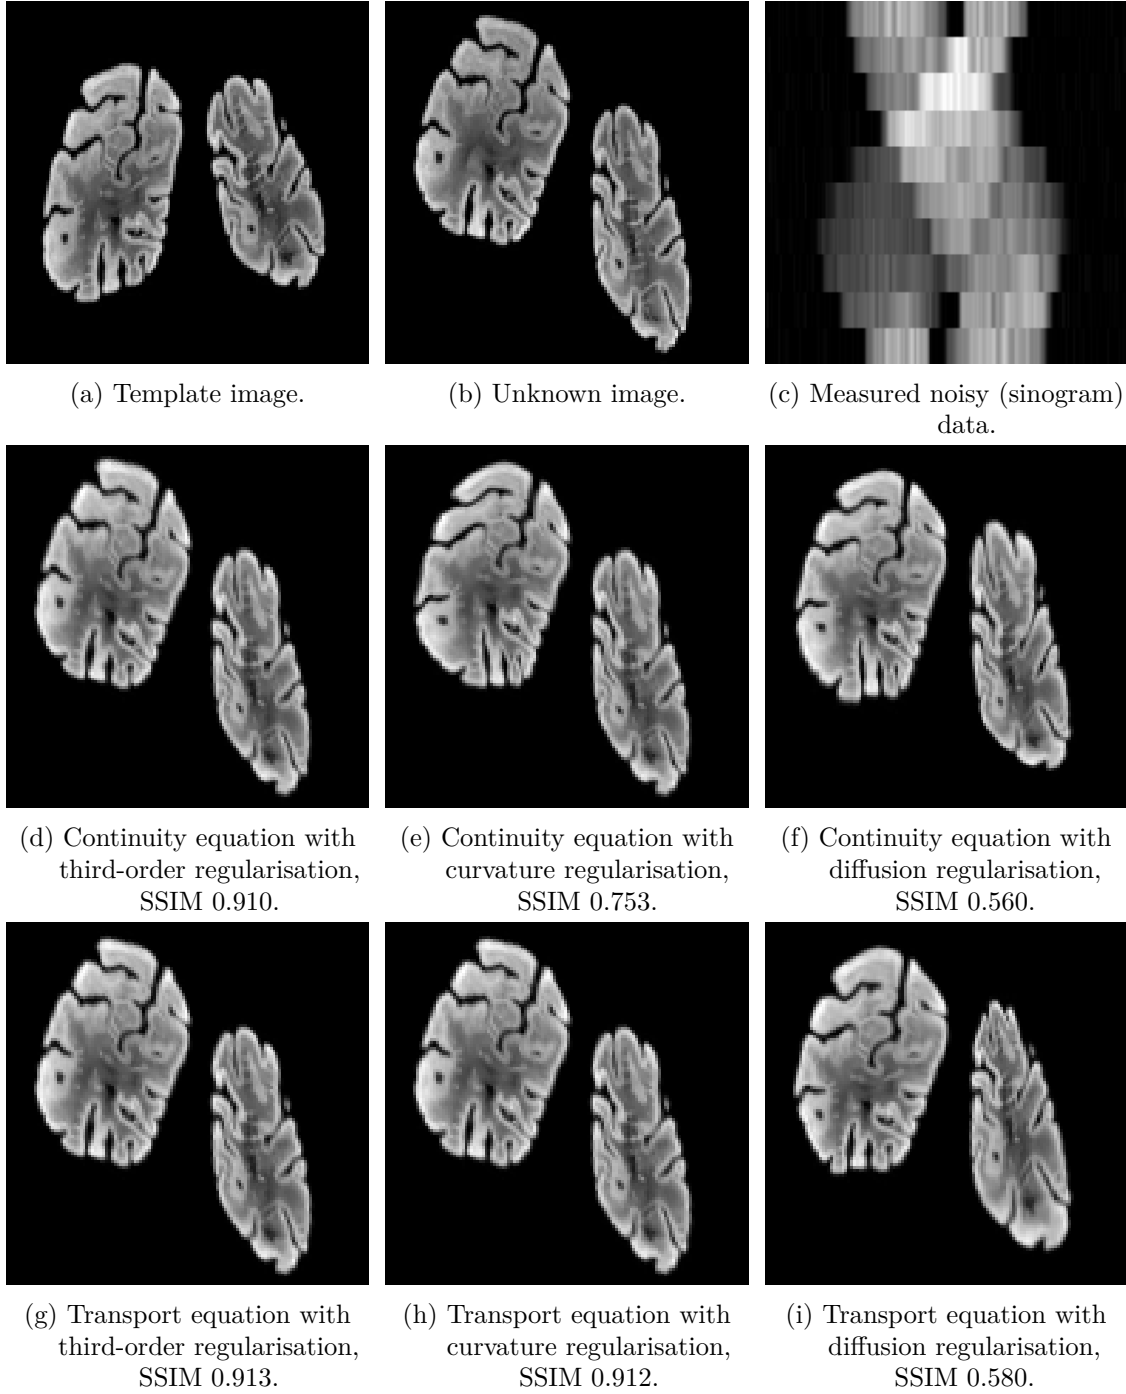 (a) Template image.
(b) Unknown image.
(c) Measured noisy (sinogram)
data.
(d) Continuity equation with
third-order regularisation,
SSIM 0.910.
(e) Continuity equation with
curvature regularisation,
SSIM 0.753.
(f) Continuity equation with
diffusion regularisation,
SSIM 0.560.
(g) Transport equation with
third-order regularisation,
SSIM 0.913.
(h) Transport equation with
curvature regularisation,
SSIM 0.912.
(i) Transport equation with
diffusion regularisation,
SSIM 0.580.